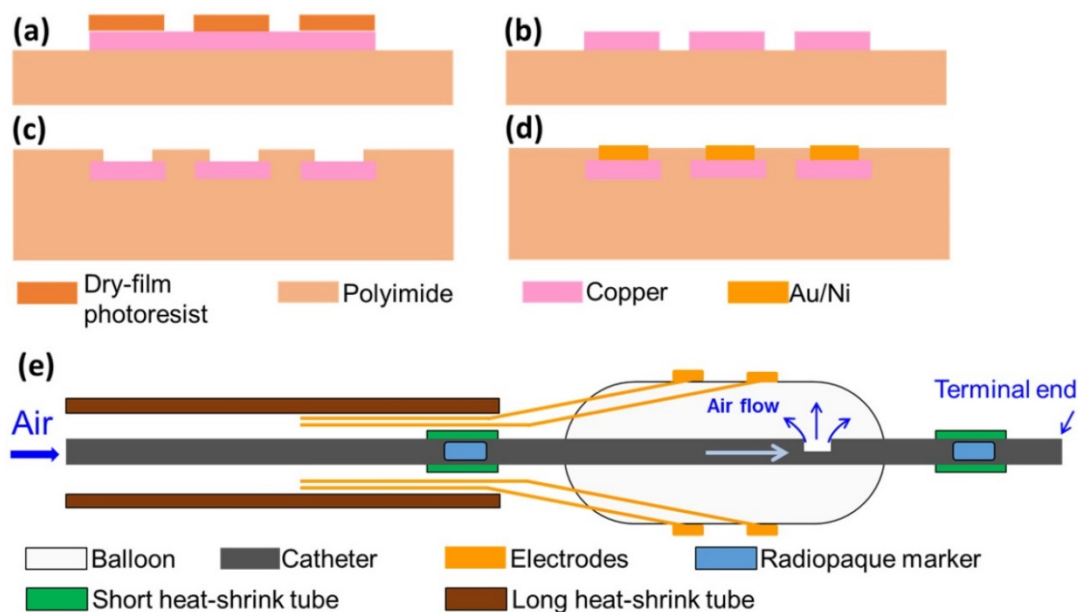 (a)
(b)
(c)
(d)
Dry-film
photoresist
Polyimide
Copper
Au/Ni
(e)
Terminal end
Air
Air flow
Balloon
Catheter
Electrodes
Radiopaque marker
Short heat-shrink tube
Long heat-shrink tube